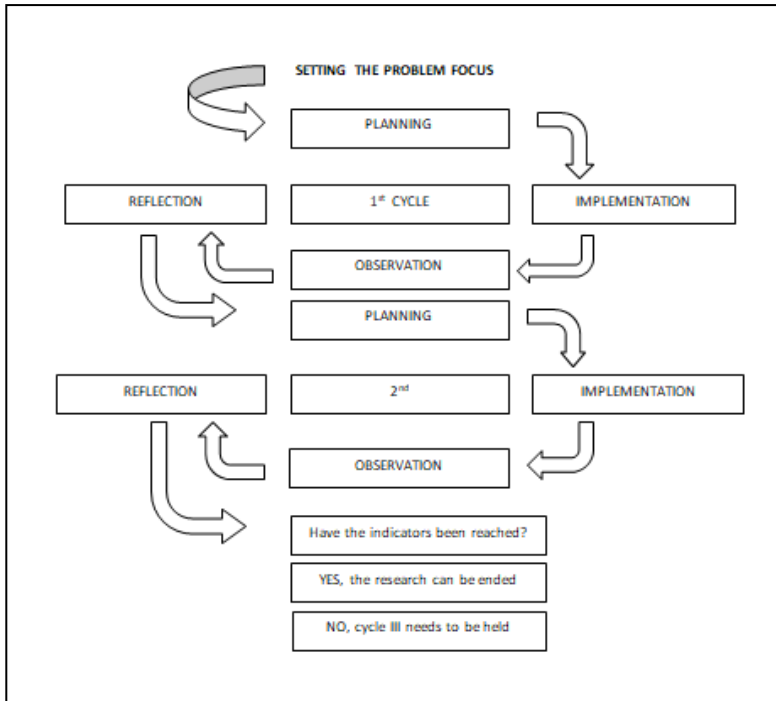 SETTING THE PROBLEM FOCUS
PLANNING
REFLECTION
1st CYCLE
IMPLEMENTATION
OBSERVATION
PLANNING
REFLECTION
2nd
IMPLEMENTATION
OBSERVATION
Have the indicators been reached?
YES, the research can be ended
NO, cycle III needs to be held